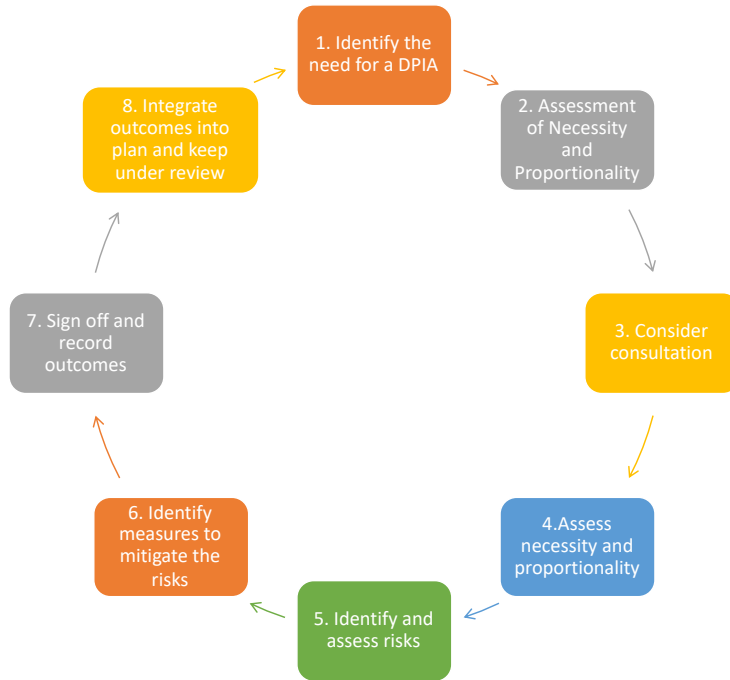 1. Identify the
need for a DPIA
2. Assessment
of Necessity
and
Proportionality
3. Consider
consultation
4.Assess
necessity and
proportionality
5. Identify and
assess risks
6. Identify
measures to
mitigate the
risks
7. Sign off and
record
outcomes
8. Integrate
outcomes into
plan and keep
under review